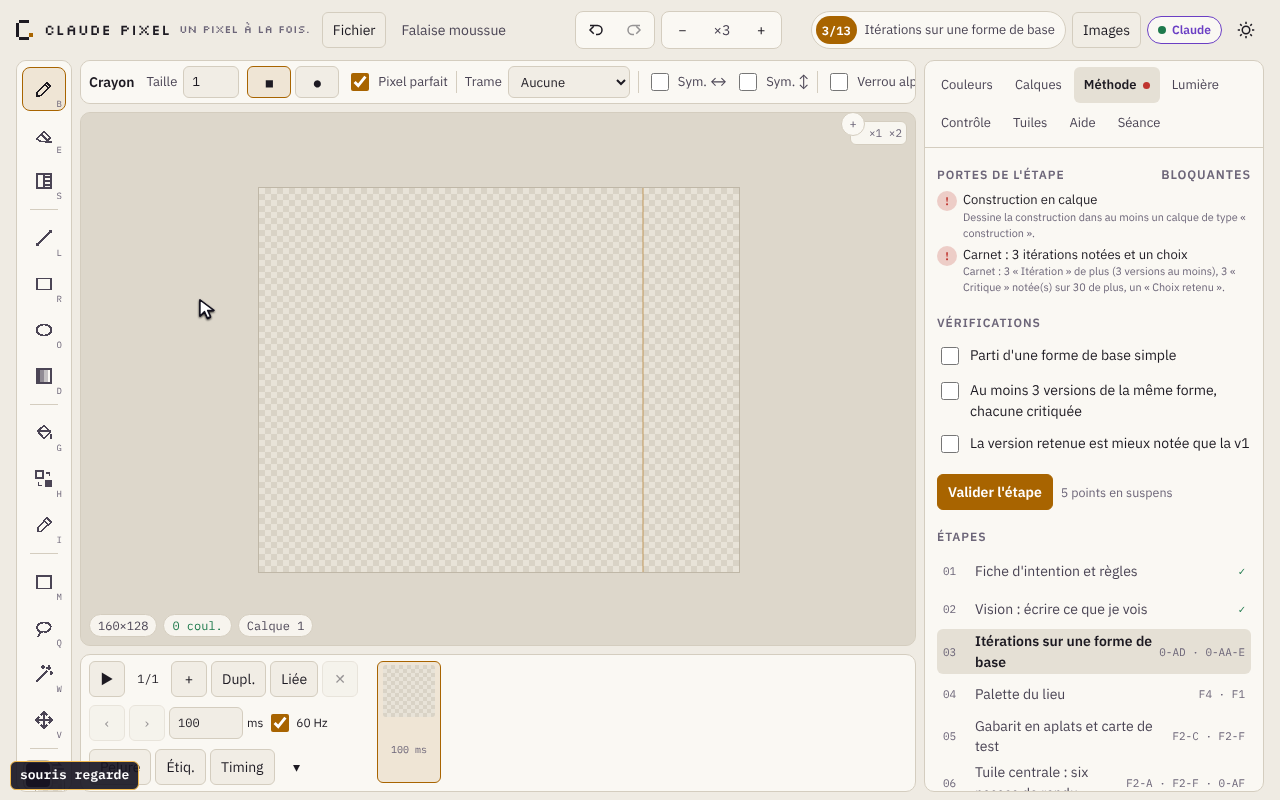 CLAUDE PIXEL
UN PIXEL À LA FOIS.
Fichier
Falaise moussue
−
×3
+
3/13
Itérations sur une forme de base
Images
Claude
Crayon
Taille
1
Pixel parfait
Trame
Aucune
Sym. ↔
Sym. ↕
Verrou alp
B
E
S
L
R
O
D
G
H
I
M
Q
W
V
+
×1 ×2
160×128
0 coul.
Calque 1
1/1
+
Dupl.
Liée
✕
‹
›
100
ms
60 Hz
Étiq.
Timing
▼
100 ms
souris regarde
Couleurs
Calques
Méthode
Lumière
Contrôle
Tuiles
Aide
Séance
PORTES DE L'ÉTAPE
BLOQUANTES
! Construction en calque
Dessine la construction dans au moins un calque de type «
construction ».
! Carnet : 3 itérations notées et un choix
Carnet : 3 « Itération » de plus (3 versions au moins), 3 «
Critique » notée(s) sur 30 de plus, un « Choix retenu ».
VÉRIFICATIONS
Parti d'une forme de base simple
Au moins 3 versions de la même forme,
chacune critiquée
La version retenue est mieux notée que la v1
Valider l'étape
5 points en suspens
ÉTAPES
01 Fiche d'intention et règles ✓
02 Vision : écrire ce que je vois ✓
03 Itérations sur une forme de
base 0-AD · 0-AA-E
04 Palette du lieu F4 · F1
05 Gabarit en aplats et carte de
test F2-C · F2-F
06 Tuile centrale : six F2-A · F2-F · 0-AF